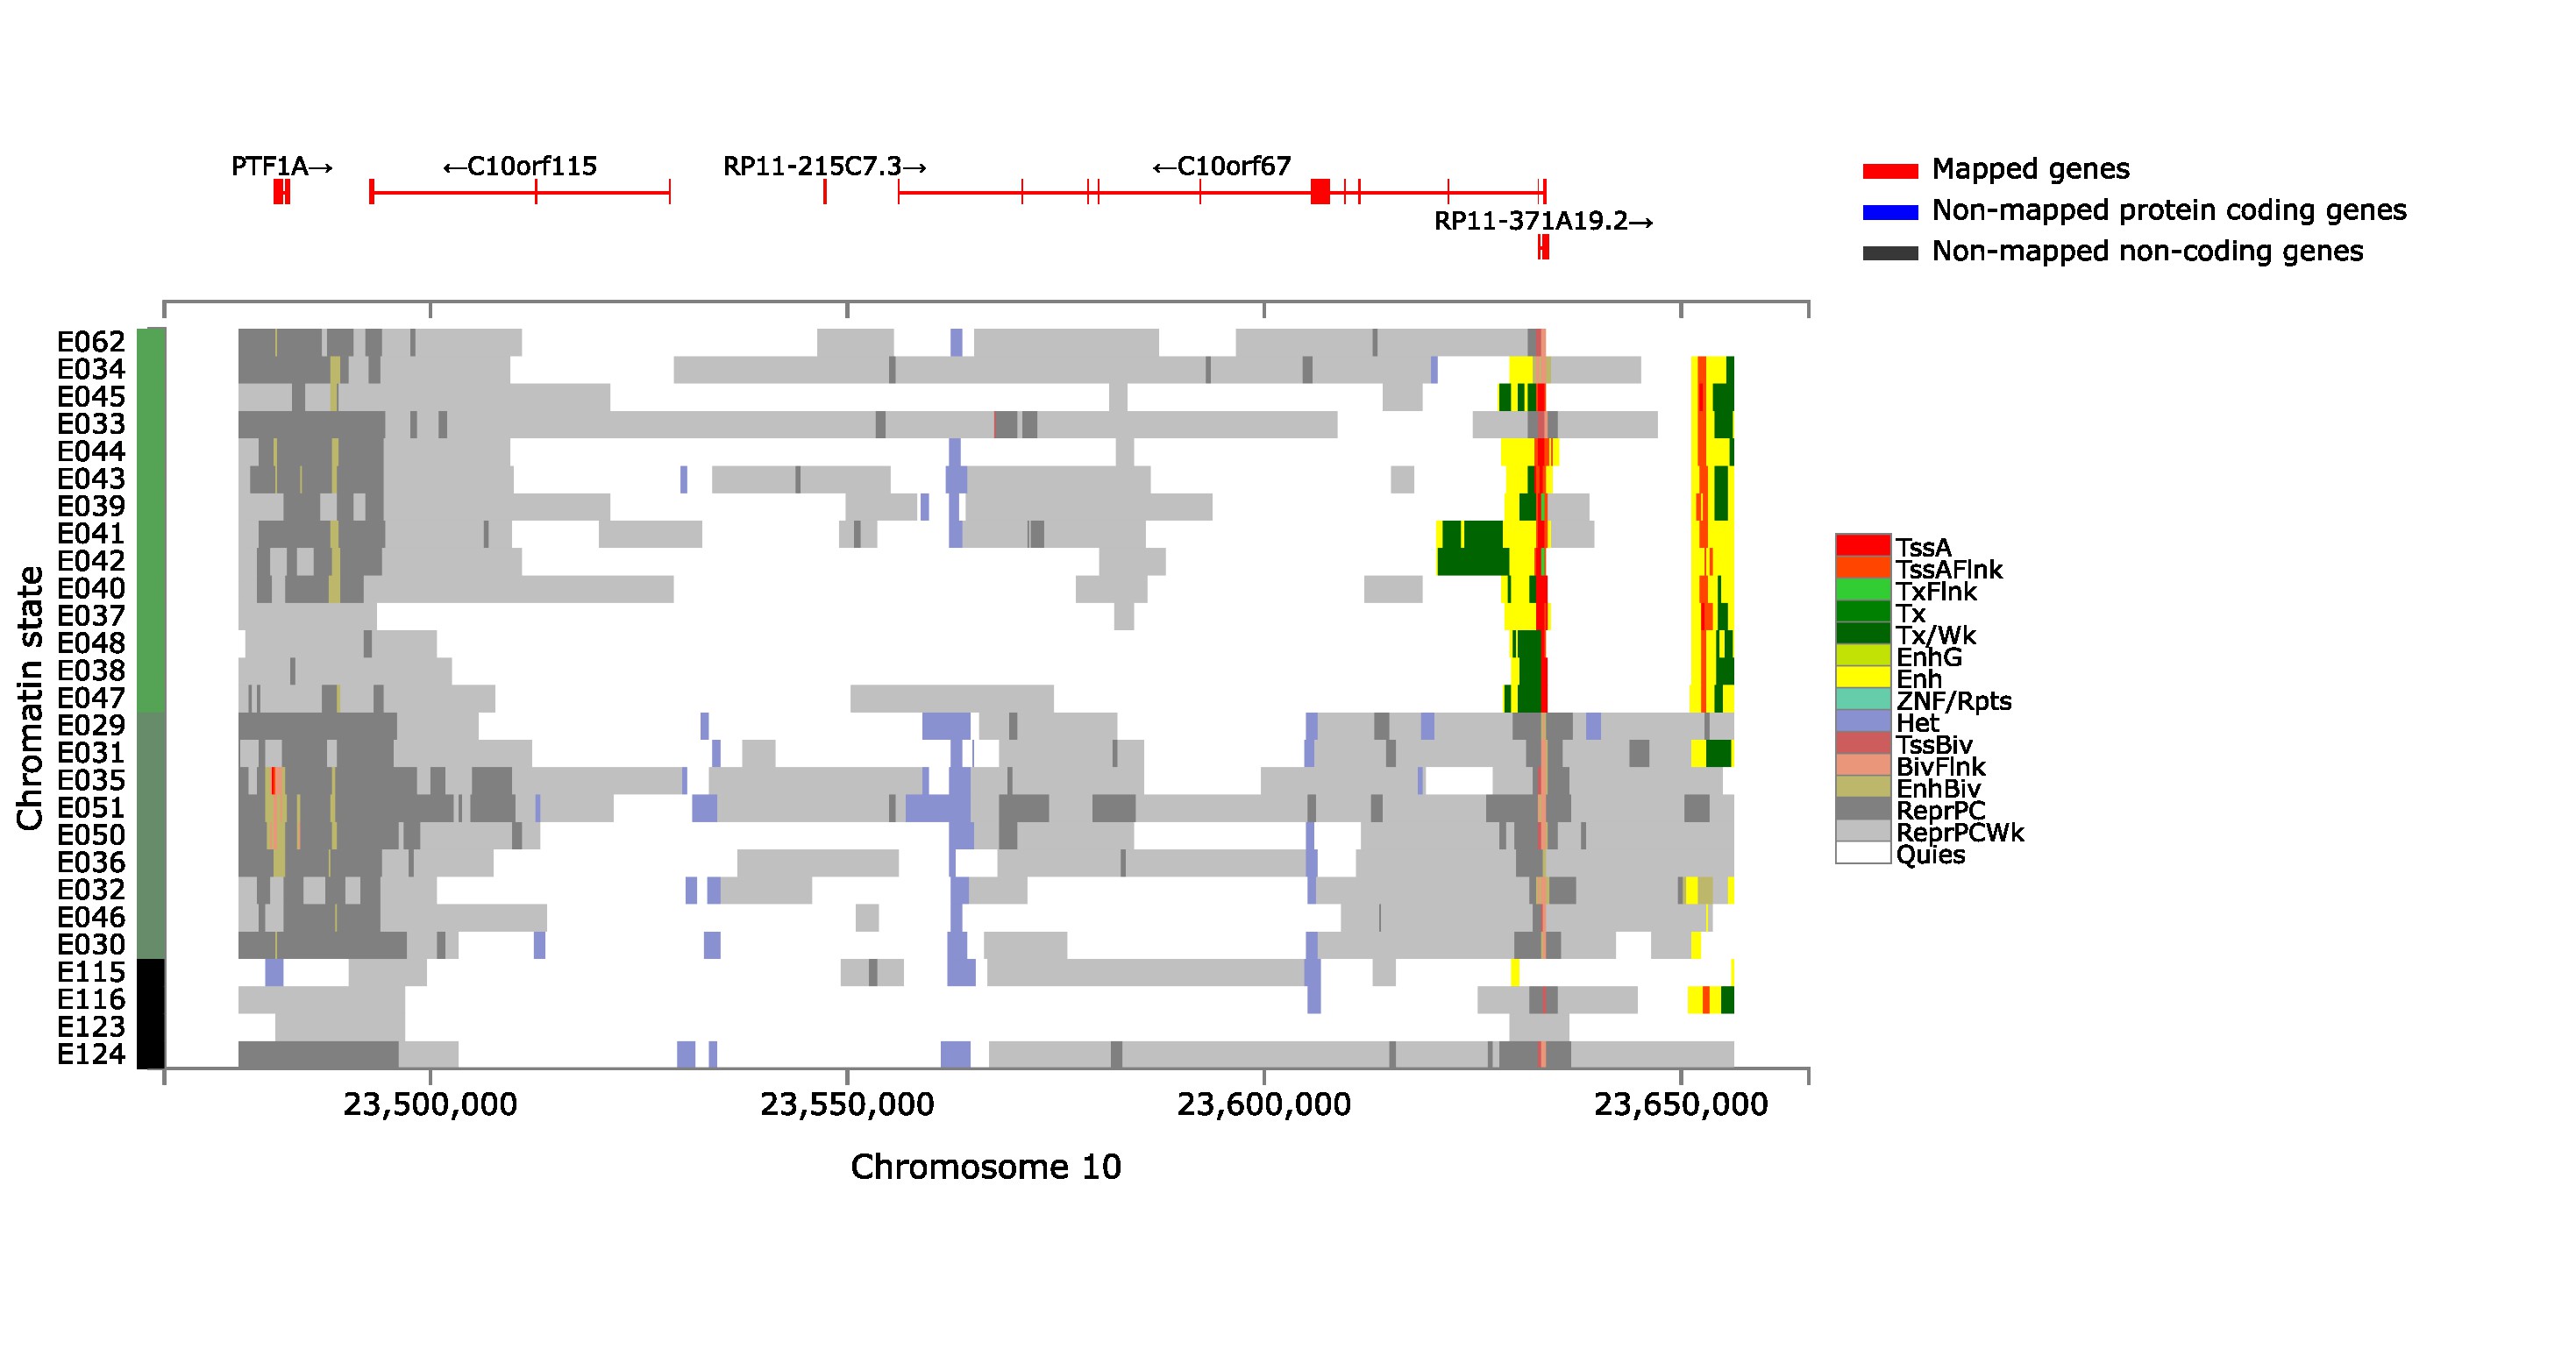 PTF1A→
←C10orf115
RP11-215C7.3→
←C10orf67
RP11-371A19.2→
Mapped genes
Non-mapped protein coding genes
Non-mapped non-coding genes
Chromatin state
E062
E034
E045
E033
E044
E043
E039
E041
E042
E040
E037
E048
E038
E047
E029
E031
E035
E051
E050
E036
E032
E046
E030
E115
E116
E123
E124
TssA
TssAFlnk
TxFlnk
Tx
Tx/Wk
EnhG
Enh
ZNF/Rpts
Het
TssBiv
BivFlnk
EnhBiv
ReprPC
ReprPCWk
Quies
23,500,000
23,550,000
23,600,000
23,650,000
Chromosome 10